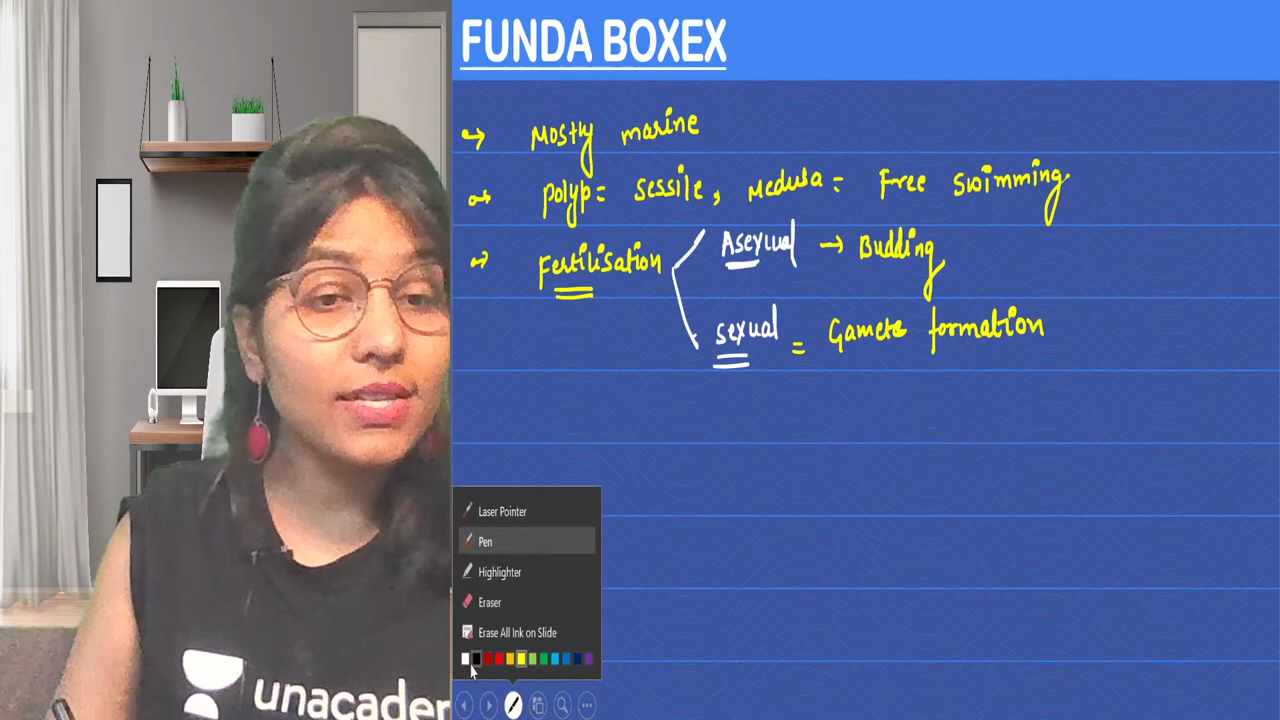 FUNDA BOXEX
→ Mostly marine
→ polyp = sessile, Medusa = Free swimming
→ Fertilisation
Asexual → Budding
sexual = Gamete formation
Laser Pointer
Pen
Highlighter
Eraser
Erase All Ink on Slide
unacadem